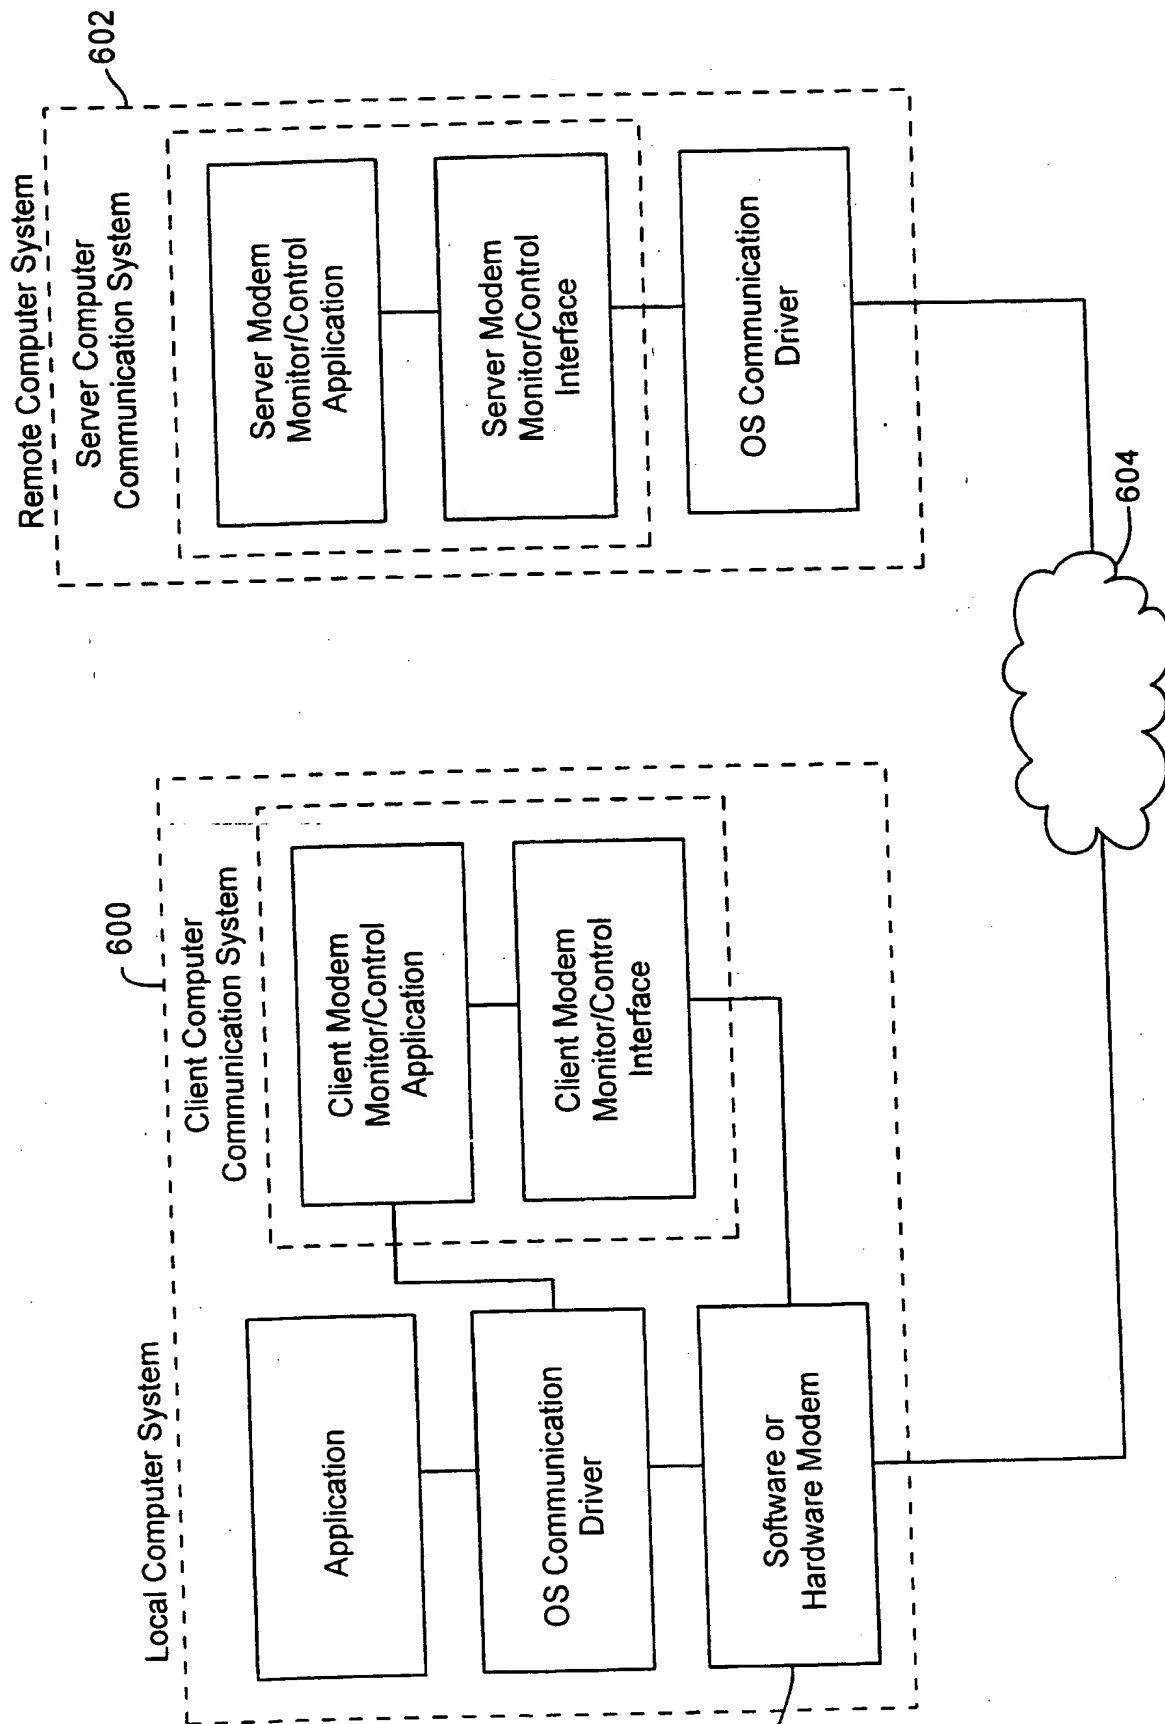 Local Computer System
600
Client Computer
Communication System
Application
OS Communication
Driver
Software or
Hardware Modem
Client Modem
Monitor/Control
Application
Client Modem
Monitor/Control
Interface
Remote Computer System
602
Server Computer
Communication System
Server Modem
Monitor/Control
Application
Server Modem
Monitor/Control
Interface
OS Communication
Driver
604